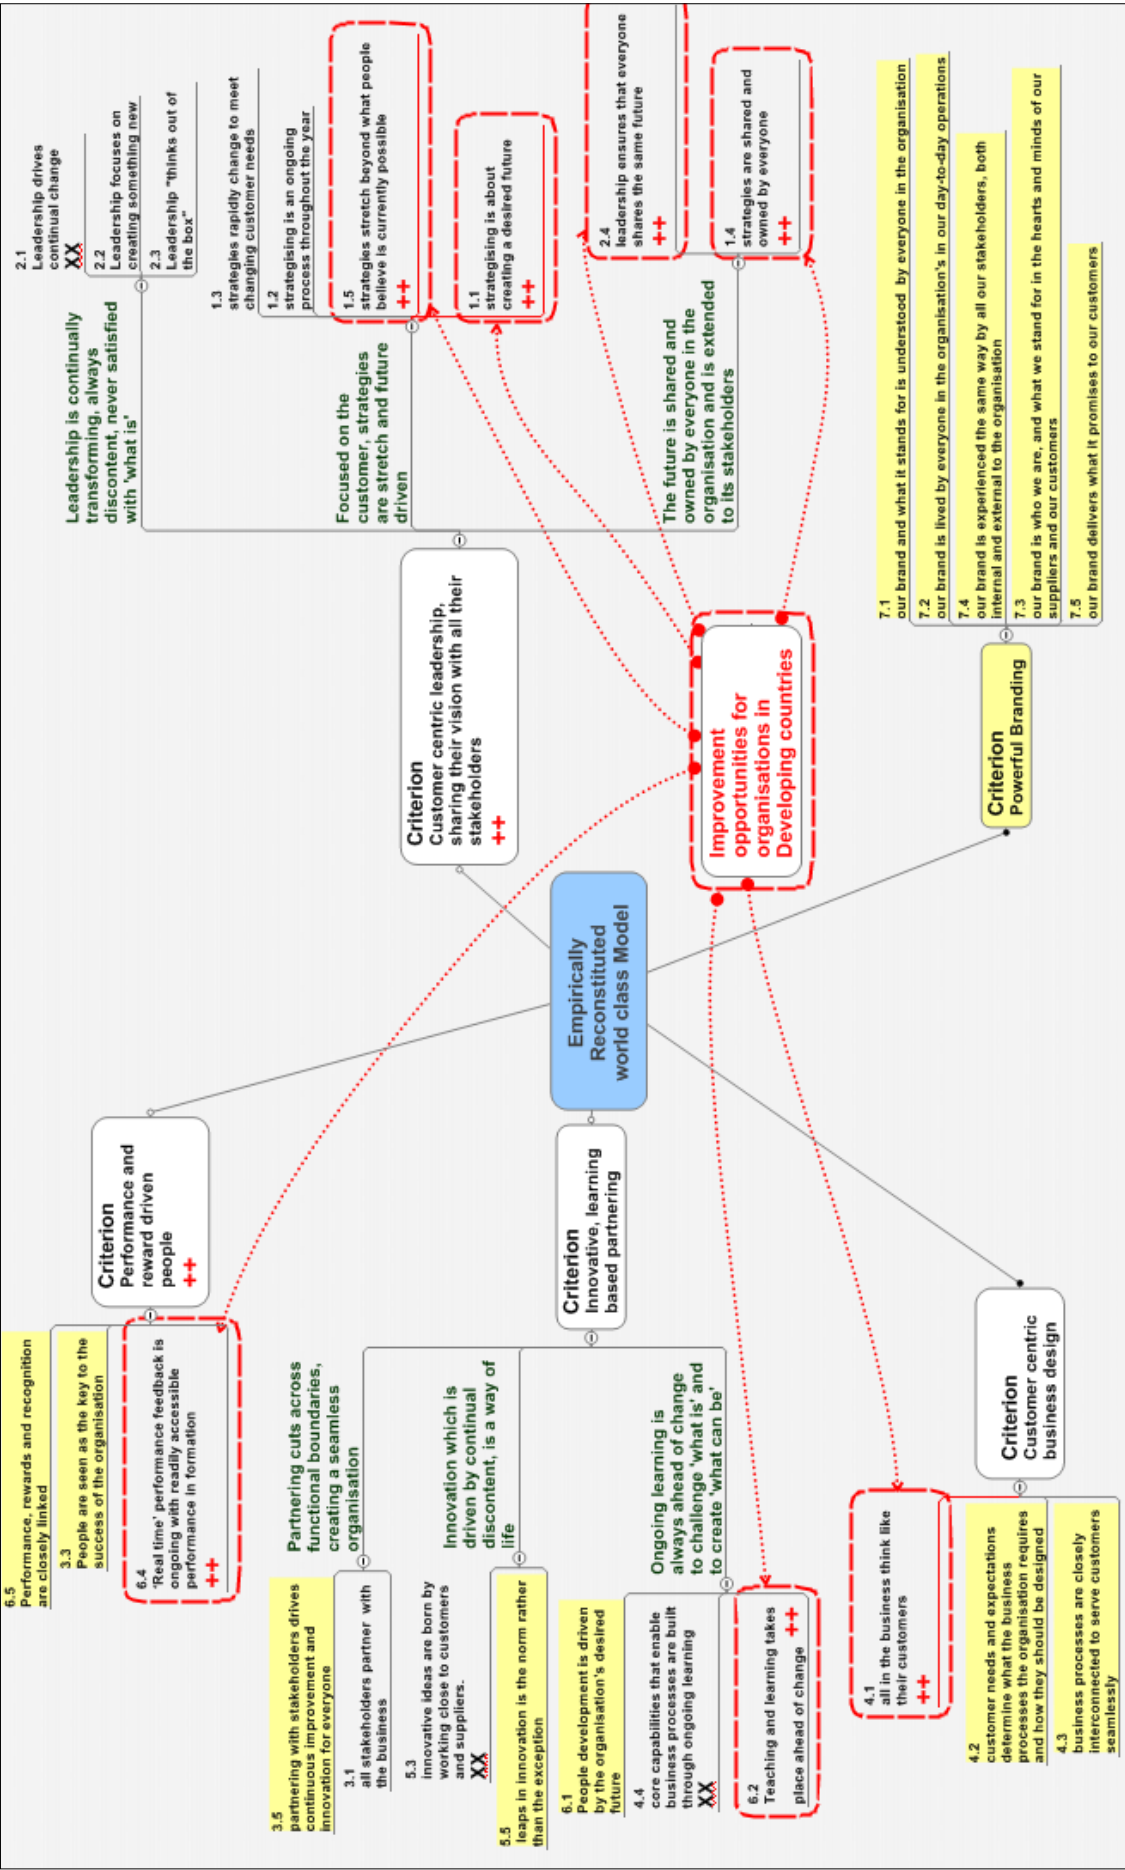 2.1
Leadership drives
continual change
XX
2.2
Leadership focuses on
creating something new
2.3
Leadership "thinks out of
the box"
Leadership is continually
transforming, always
discontent, never satisfied
with 'what is'
1.3
strategies rapidly change to meet
changing customer needs
1.2
strategising is an ongoing
process throughout the year
1.5
strategies stretch beyond what people
believe is currently possible
++
1.1
strategising is about
creating a desired future
++
Focused on the
customer, strategies
are stretch and future
driven
2.4
leadership ensures that everyone
shares the same future
++
1.4
strategies are shared and
owned by everyone
++
The future is shared and
owned by everyone in the
organisation and is extended
to its stakeholders
Criterion
Customer centric leadership,
sharing their vision with all their
stakeholders
++
7.1
our brand and what it stands for is understood by everyone in the organisation
7.2
our brand is lived by everyone in the organisation's in our day-to-day operations
7.4
our brand is experienced the same way by all our stakeholders, both
internal and external to the organisation
7.3
our brand is who we are, and what we stand for in the hearts and minds of our
suppliers and our customers
7.5
our brand delivers what it promises to our customers
Criterion
Powerful Branding
Improvement
opportunities for
organisations in
Developing countries
Empirically
Reconstituted
world class Model
Criterion
Performance and
reward driven
people
++
6.5
Performance, rewards and recognition
are closely linked
3.3
People are seen as the key to the
success of the organisation
6.4
'Real time' performance feedback is
ongoing with readily accessible
performance in formation
++
Criterion
Innovative, learning
based partnering
Partnering cuts across
functional boundaries,
creating a seamless
organisation
3.5
partnering with stakeholders drives
continuous improvement and
innovation for everyone
3.1
all stakeholders partner with
the business
Innovation which is
driven by continual
discontent, is a way of
life
5.3
innovative ideas are born by
working close to customers
and suppliers.
XX
5.5
leaps in innovation is the norm rather
than the exception
Ongoing learning is
always ahead of change
to challenge 'what is' and
to create 'what can be'
6.1
People development is driven
by the organisation's desired
future
4.4
core capabilities that enable
business processes are built
through ongoing learning
XX
6.2
Teaching and learning takes
place ahead of change
++
Criterion
Customer centric
business design
4.1
all in the business think like
their customers
++
4.2
customer needs and expectations
determine what the business
processes the organisation requires
and how they should be designed
4.3
business processes are closely
interconnected to serve customers
seamlessly